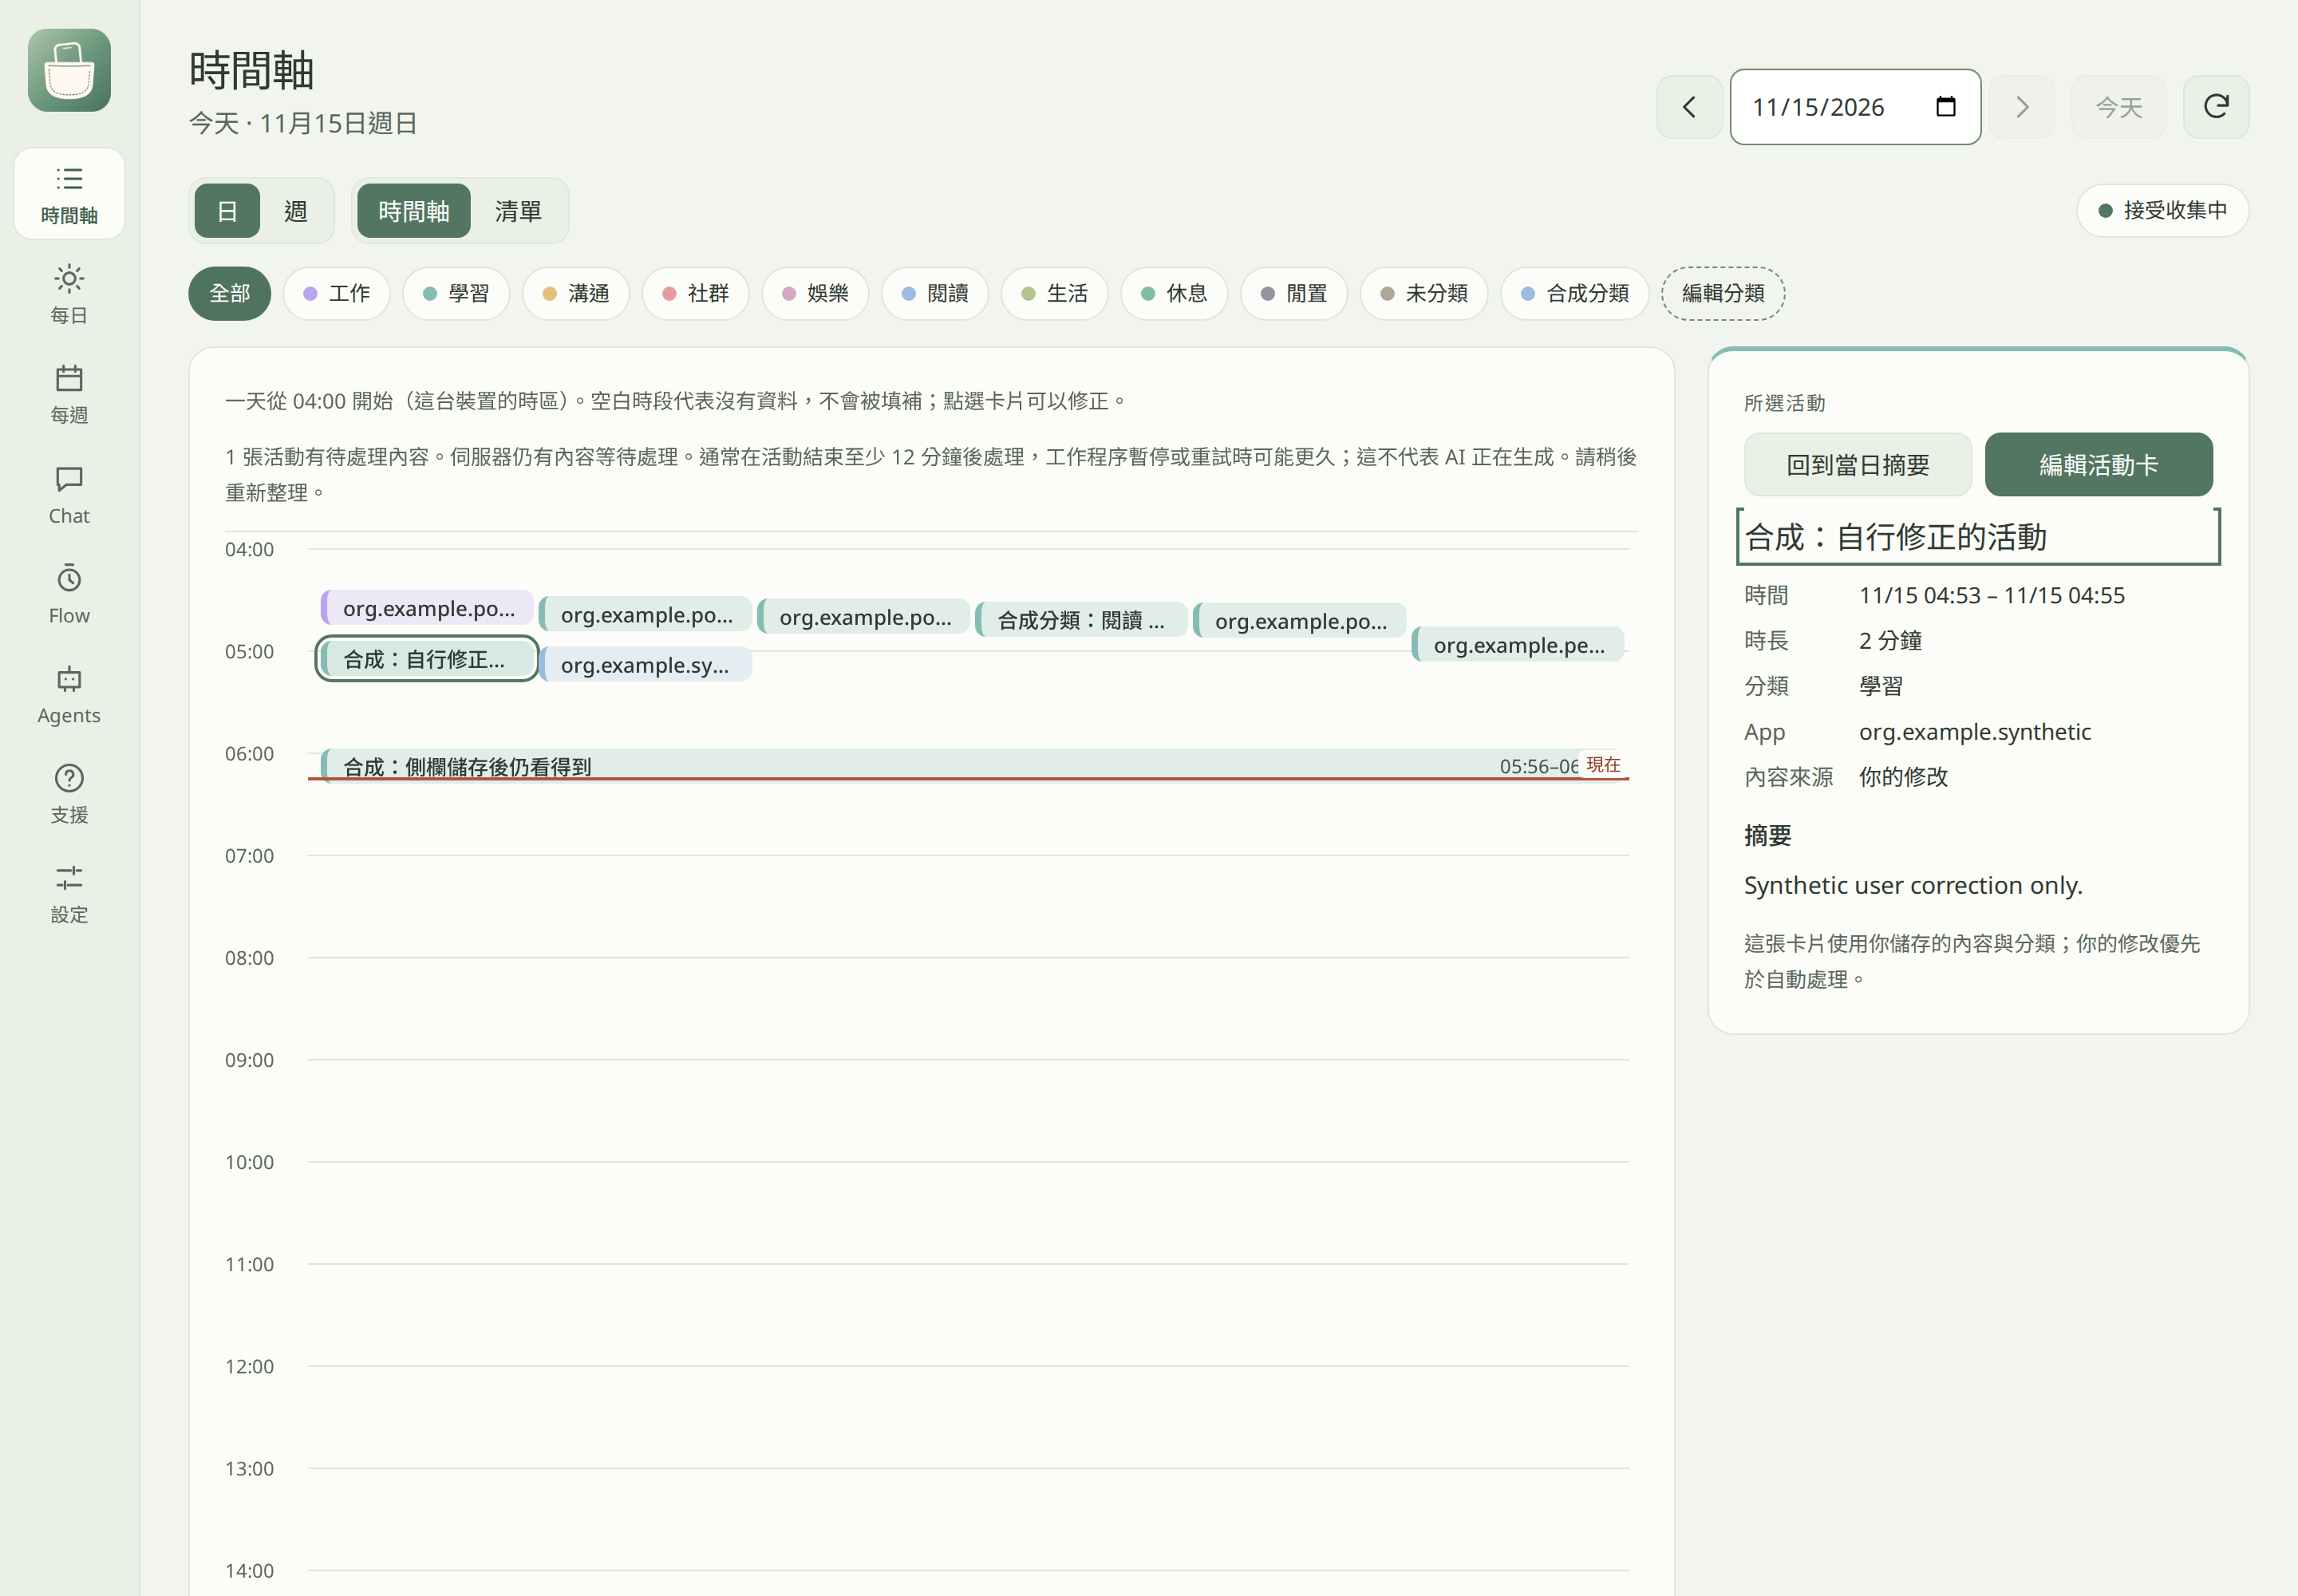 時間軸
每日
每週
Chat
Flow
Agents
支援
設定
時間軸
今天 · 11月15日週日
11/15/2026
今天
日
週
時間軸
清單
接受收集中
全部
工作
學習
溝通
社群
娛樂
閱讀
生活
休息
閒置
未分類
合成分類
編輯分類
一天從 04:00 開始（這台裝置的時區）。空白時段代表沒有資料，不會被填補；點選卡片可以修正。
1 張活動有待處理內容。伺服器仍有內容等待處理。通常在活動結束至少 12 分鐘後處理，工作程序暫停或重試時可能更久；這不代表 AI 正在生成。請稍後
重新整理。
04:00
org.example.po...
org.example.po...
org.example.po...
合成分類：閱讀 ...
org.example.po...
org.example.pe...
05:00
合成：自行修正...
org.example.sy...
06:00
合成：側欄儲存後仍看得到
05:56–06
現在
07:00
08:00
09:00
10:00
11:00
12:00
13:00
14:00
所選活動
回到當日摘要
編輯活動卡
合成：自行修正的活動
時間 11/15 04:53 – 11/15 04:55
時長 2 分鐘
分類 學習
App org.example.synthetic
內容來源 你的修改
摘要
Synthetic user correction only.
這張卡片使用你儲存的內容與分類；你的修改優先
於自動處理。